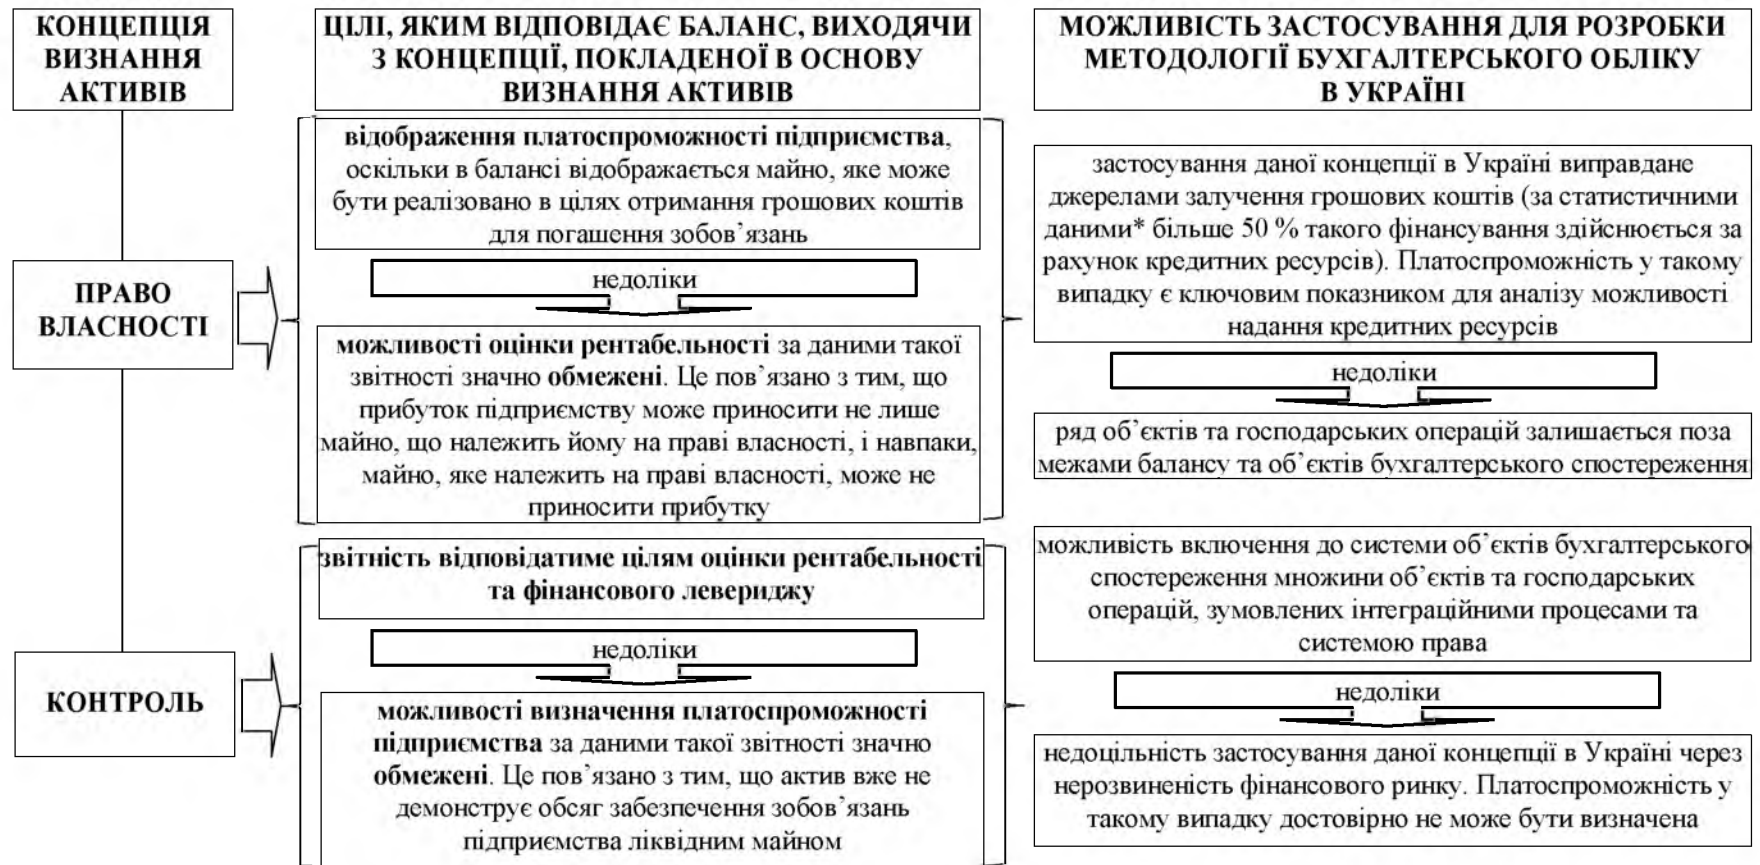 КОНЦЕПЦІЯ
ВИЗНАННЯ
АКТИВІВ
ЦІЛІ, ЯКИМ ВІДПОВІДАЄ БАЛАНС, ВИХОДЯЧИ
З КОНЦЕПЦІЇ, ПОКЛАДЕНОЇ В ОСНОВУ
ВИЗНАННЯ АКТИВІВ
МОЖЛИВІСТЬ ЗАСТОСУВАННЯ ДЛЯ РОЗРОБКИ
МЕТОДОЛОГІЇ БУХГАЛТЕРСЬКОГО ОБЛІКУ
В УКРАЇНІ
ПРАВО
ВЛАСНОСТІ
відображення платоспроможності підприємства,
оскільки в балансі відображається майно, яке може
бути реалізовано в цілях отримання грошових коштів
для погашення зобов’язань
недоліки
можливості оцінки рентабельності за даними такої
звітності значно обмежені. Це пов’язано з тим, що
прибуток підприємству може приносити не лише
майно, що належить йому на праві власності, і навпаки,
майно, яке належить на праві власності, може не
приносити прибутку
застосування даної концепції в Україні виправдане
джерелами залучення грошових коштів (за статистичними
даними* більше 50 % такого фінансування здійснюється за
рахунок кредитних ресурсів). Платоспроможність у такому
випадку є ключовим показником для аналізу можливості
надання кредитних ресурсів
недоліки
ряд об’єктів та господарських операцій залишається поза
межами балансу та об’єктів бухгалтерського спостереження
КОНТРОЛЬ
звітність відповідатиме цілям оцінки рентабельності
та фінансового левериджу
недоліки
можливості визначення платоспроможності
підприємства за даними такої звітності значно
обмежені. Це пов’язано з тим, що актив вже не
демонструє обсяг забезпечення зобов’язань
підприємства ліквідним майном
можливість включення до системи об’єктів бухгалтерського
спостереження множини об’єктів та господарських
операцій, зумовлених інтеграційними процесами та
системою права
недоліки
недоцільність застосування даної концепції в Україні через
нерозвиненість фінансового ринку. Платоспроможність у
такому випадку достовірно не може бути визначена